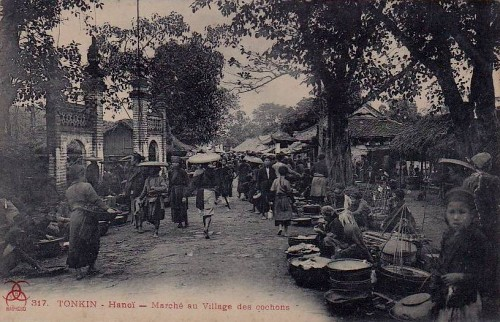 317. TONKIN - Hanoï — Marché au Village des cochons